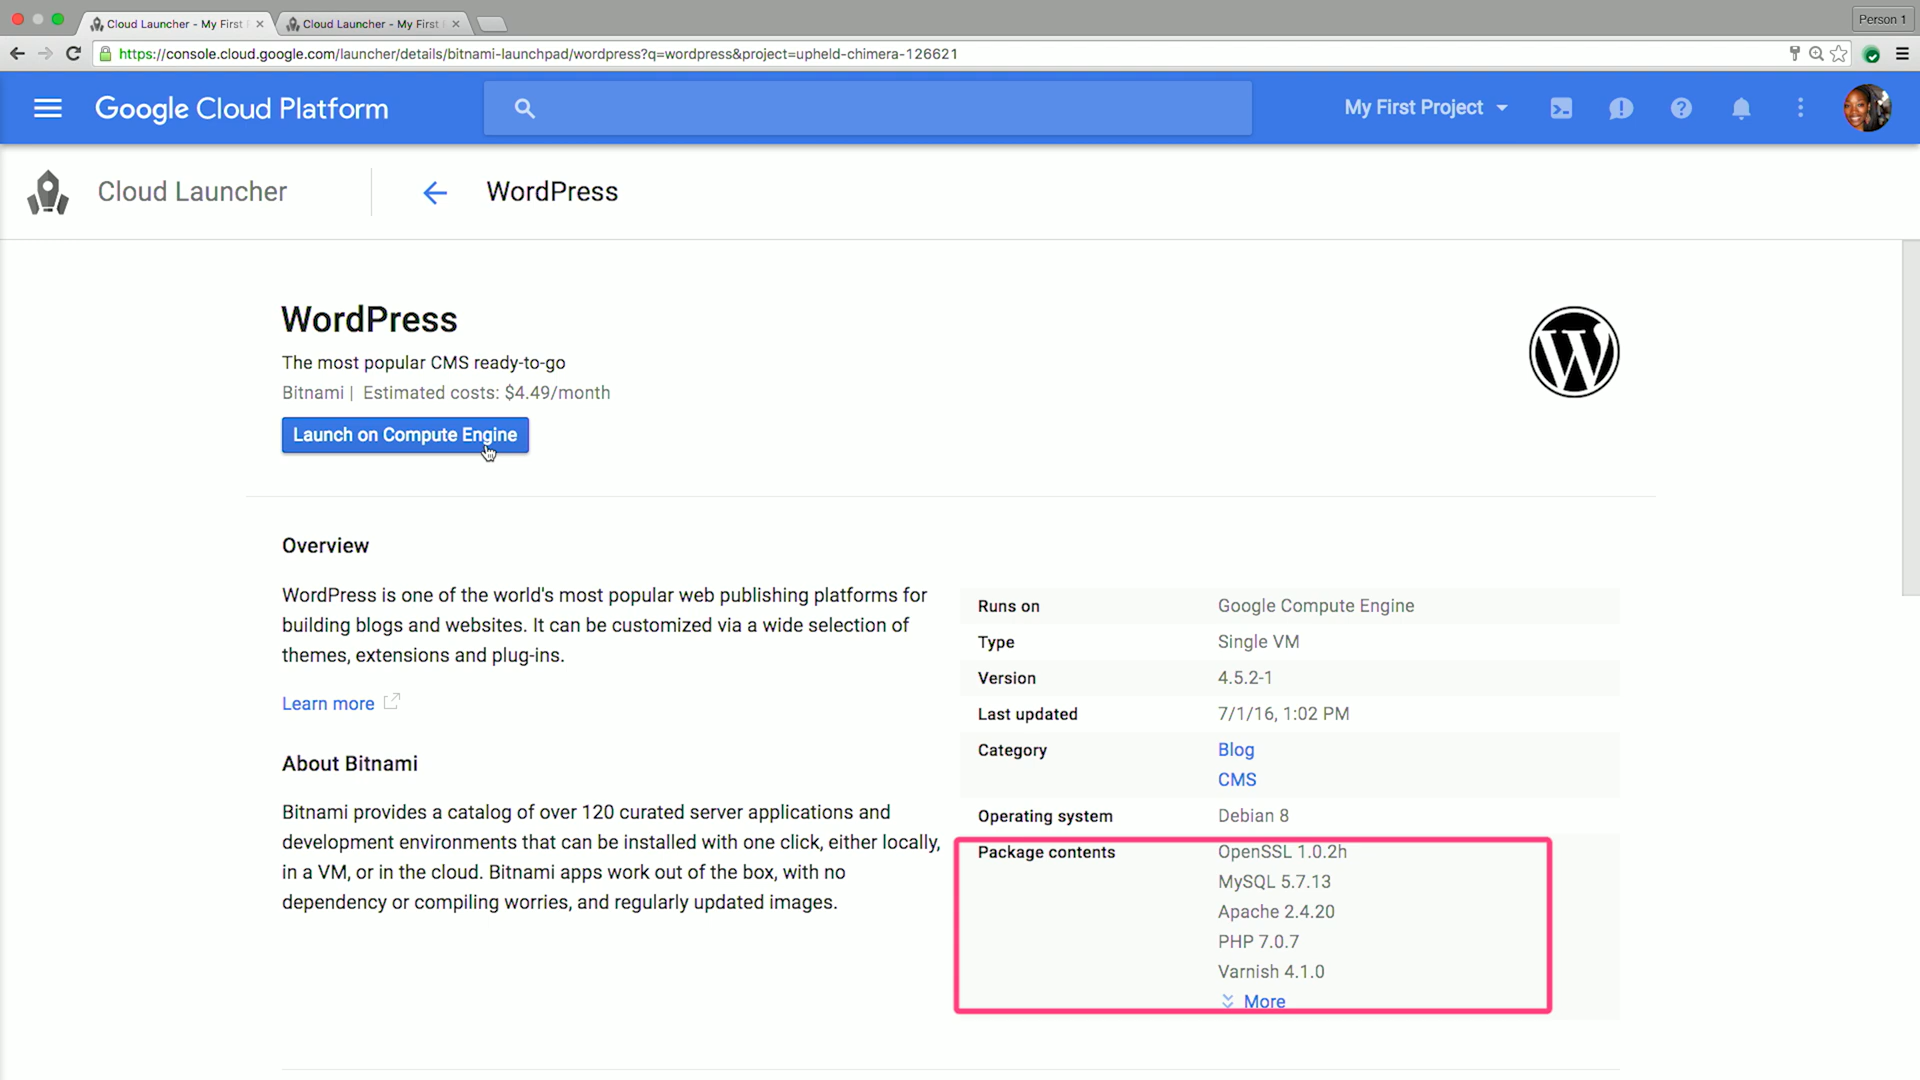 Cloud Launcher - My First
Cloud Launcher - My First
Person 1
https://console.cloud.google.com/launcher/details/bitnami-launchpad/wordpress?q=wordpress&project=upheld-chimera-126621
Google Cloud Platform
My First Project
Cloud Launcher
WordPress
WordPress
The most popular CMS ready-to-go
Bitnami | Estimated costs: $4.49/month
Launch on Compute Engine
Overview
WordPress is one of the world's most popular web publishing platforms for
building blogs and websites. It can be customized via a wide selection of
themes, extensions and plug-ins.
Learn more
About Bitnami
Bitnami provides a catalog of over 120 curated server applications and
development environments that can be installed with one click, either locally,
in a VM, or in the cloud. Bitnami apps work out of the box, with no
dependency or compiling worries, and regularly updated images.
Runs on Google Compute Engine
Type Single VM
Version 4.5.2-1
Last updated 7/1/16, 1:02 PM
Category Blog
CMS
Operating system Debian 8
Package contents OpenSSL 1.0.2h
MySQL 5.7.13
Apache 2.4.20
PHP 7.0.7
Varnish 4.1.0
More